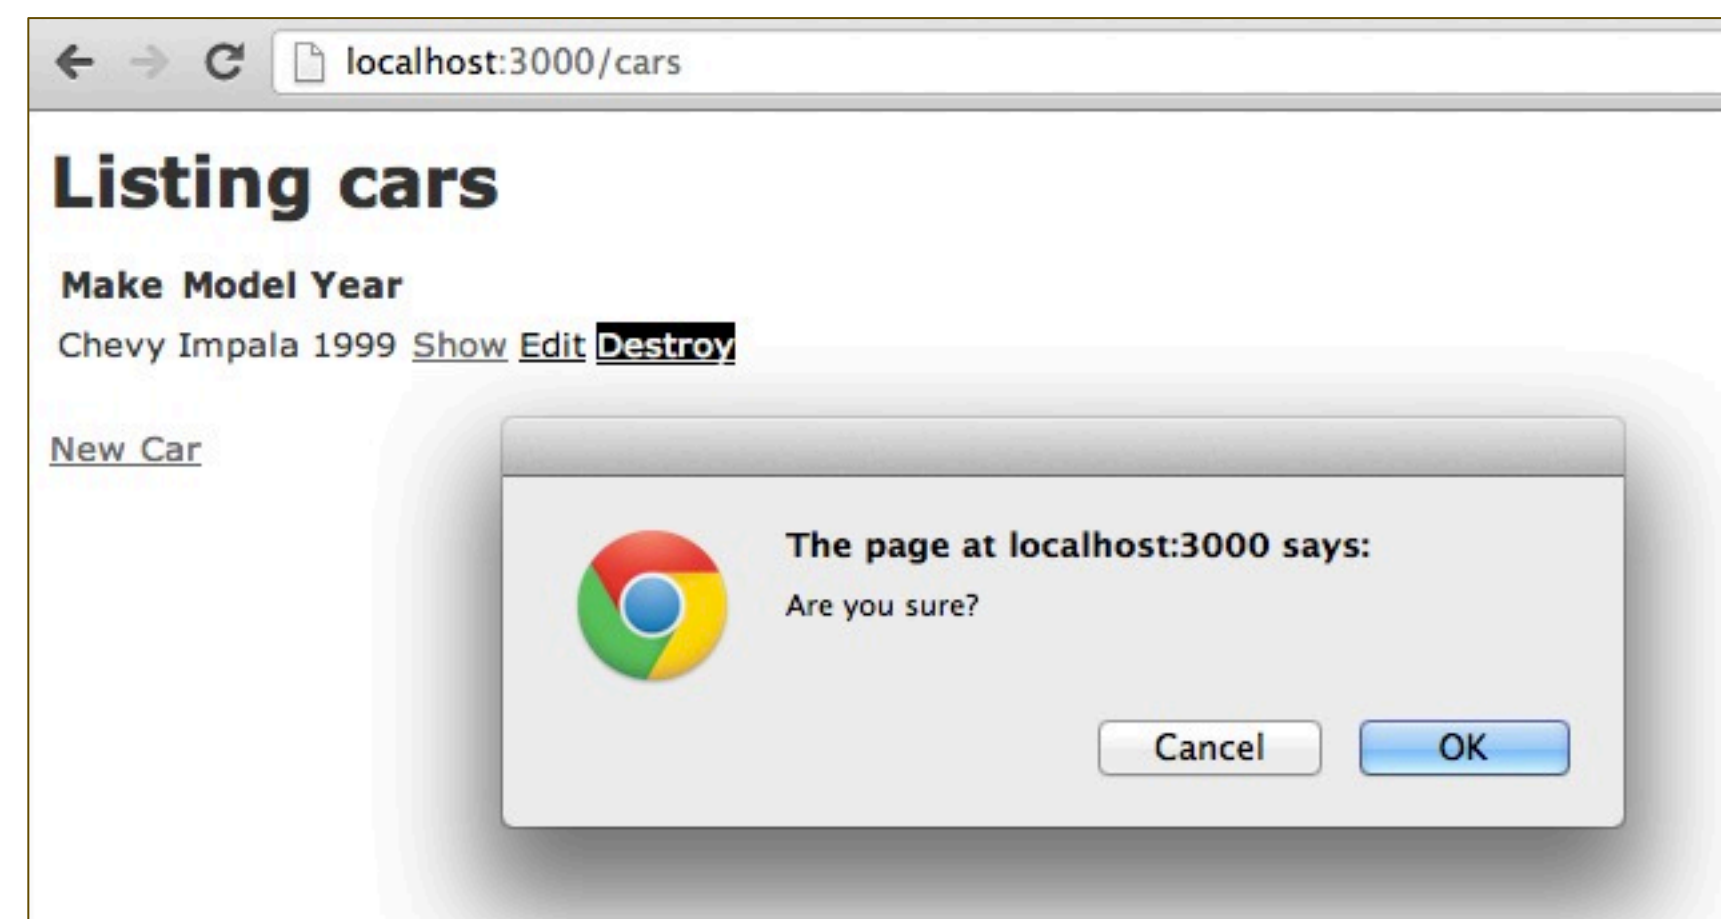 localhost:3000/cars
Listing cars
Make Model Year
Chevy Impala 1999 Show Edit Destroy
New Car
The page at localhost:3000 says:
Are you sure?
Cancel OK